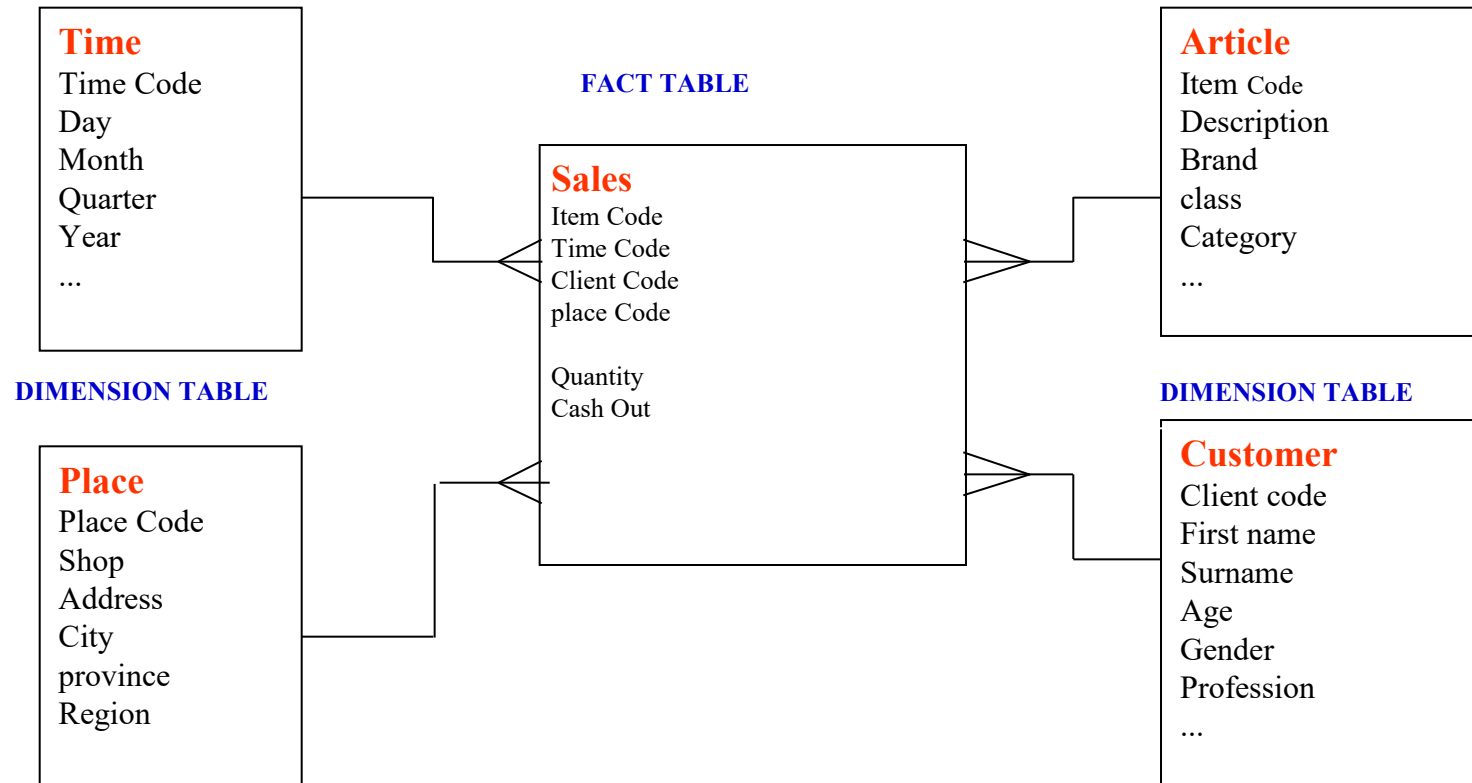 Time
Time Code
Day
Month
Quarter
Year
...
DIMENSION TABLE
Place
Place Code
Shop
Address
City
province
Region
FACT TABLE
Sales
Item Code
Time Code
Client Code
place Code
Quantity
Cash Out
Article
Item Code
Description
Brand
class
Category
...
DIMENSION TABLE
Customer
Client code
First name
Surname
Age
Gender
Profession
...